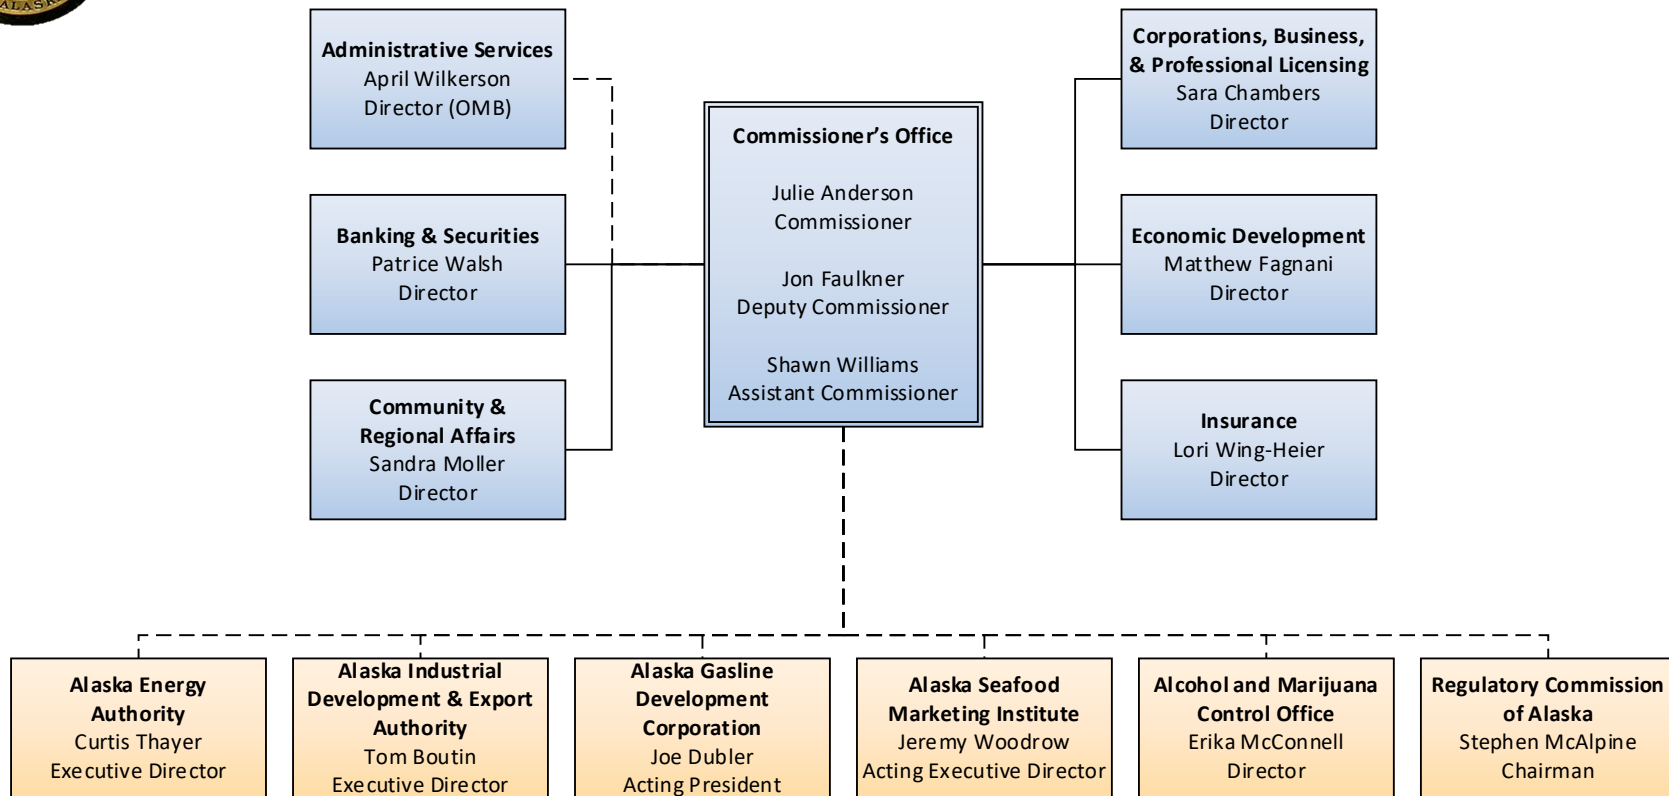 ALASKA
Administrative Services
April Wilkerson
Director (OMB)
Banking & Securities
Patrice Walsh
Director
Community &
Regional Affairs
Sandra Moller
Director
Commissioner's Office
Julie Anderson
Commissioner
Jon Faulkner
Deputy Commissioner
Shawn Williams
Assistant Commissioner
Corporations, Business,
& Professional Licensing
Sara Chambers
Director
Economic Development
Matthew Fagnani
Director
Insurance
Lori Wing-Heier
Director
Alaska Energy
Authority
Curtis Thayer
Executive Director
Alaska Industrial
Development & Export
Authority
Tom Boutin
Executive Director
Alaska Gasline
Development
Corporation
Joe Dubler
Acting President
Alaska Seafood
Marketing Institute
Jeremy Woodrow
Acting Executive Director
Alcohol and Marijuana
Control Office
Erika McConnell
Director
Regulatory Commission
of Alaska
Stephen McAlpine
Chairman